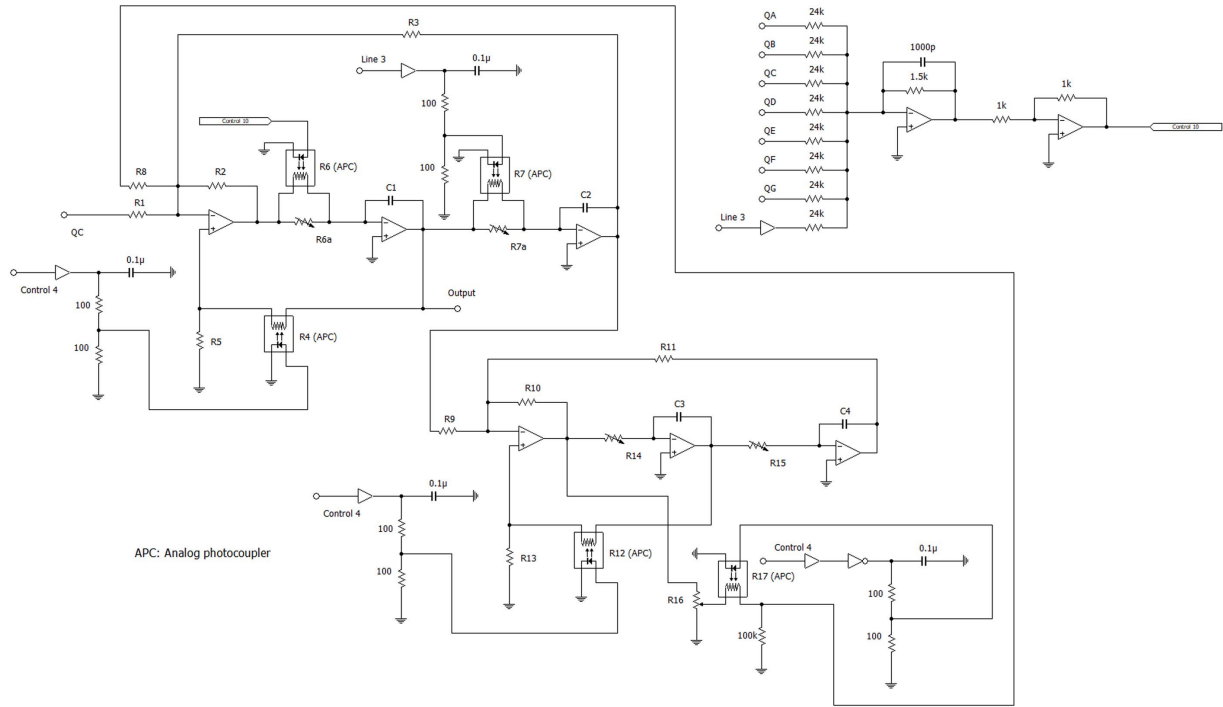 R3
QA
24k
QB
24k
1000p
Line 3
0.1µ
QC
24k
1.5k
100
QD
24k
1k
1k
Control 10
Control 10
QE
24k
R8
R2
R6 (APC)
100
R7 (APC)
QF
24k
C1
C2
QG
24k
R1
Line 3
24k
QC
R6a
R7a
0.1µ
Control 4
Output
100
R5
R4 (APC)
100
R11
R10
R9
C3
C4
R14
R15
0.1µ
Control 4
100
Control 4
0.1µ
APC: Analog photocoupler
R13
R12 (APC)
R17 (APC)
100
100
R16
100k
100